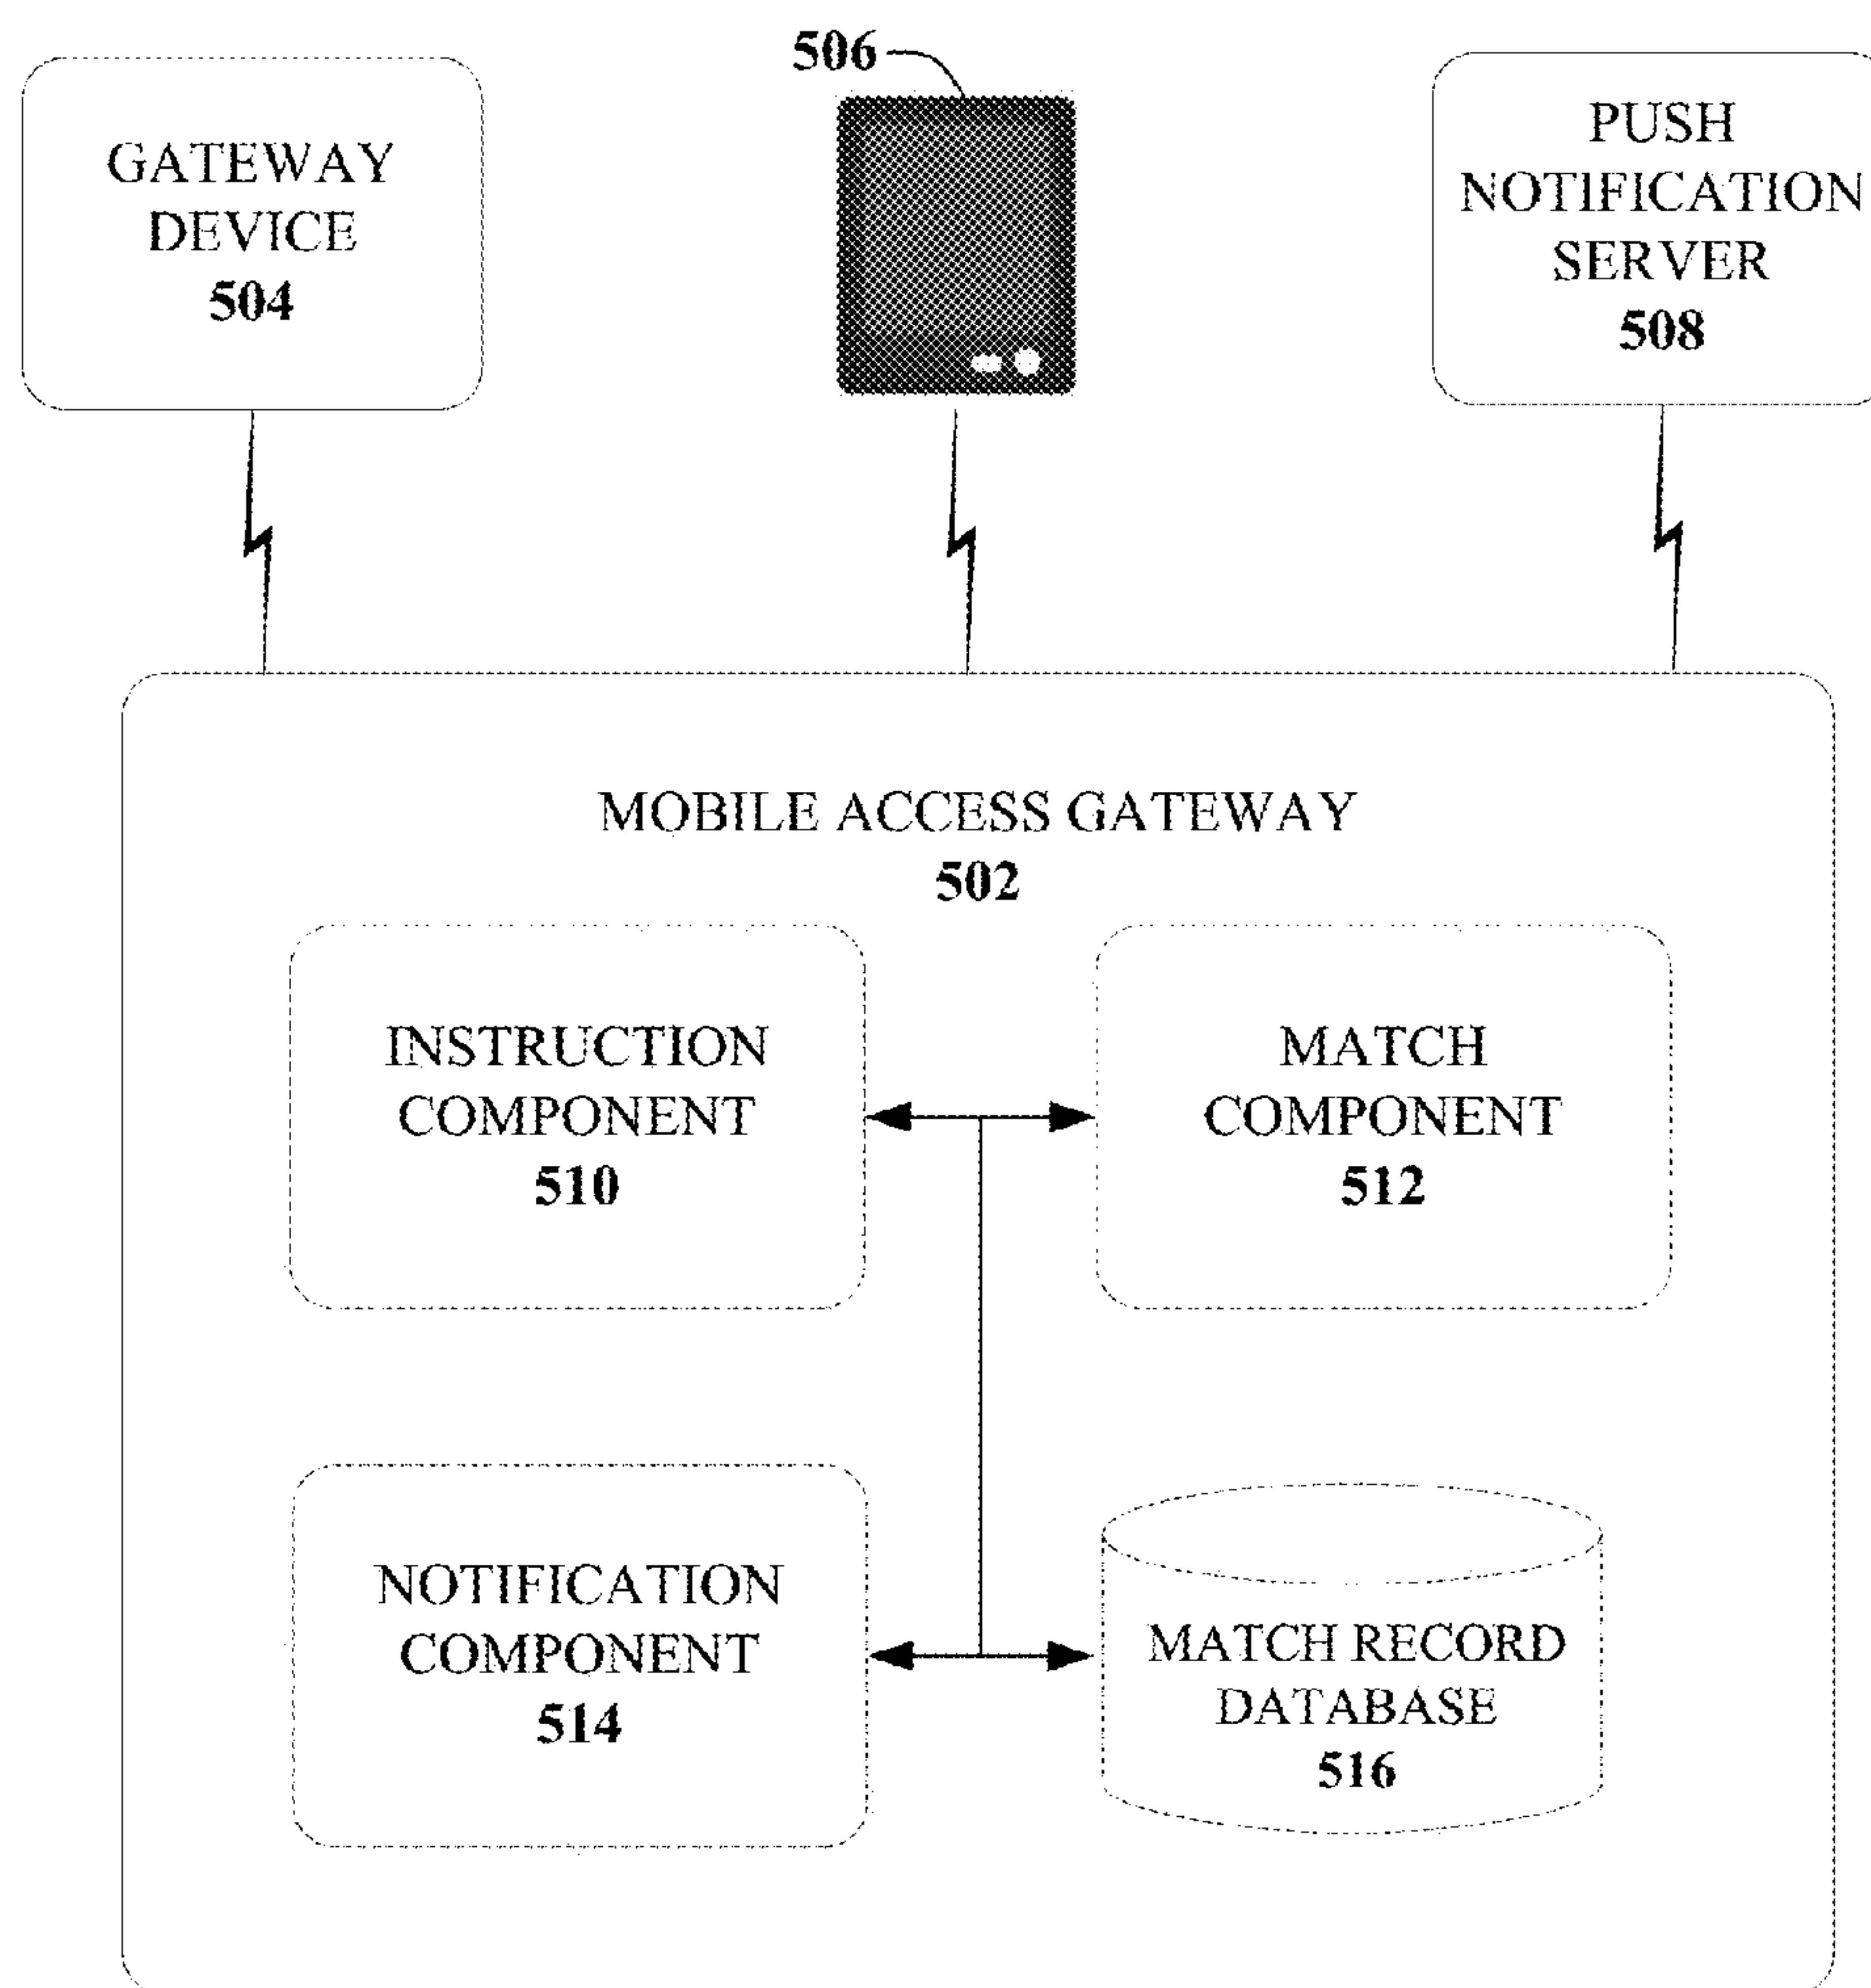 506
GATEWAY
DEVICE
504
PUSH
NOTIFICATION
SERVER
508
MOBILE ACCESS GATEWAY
502
INSTRUCTION
COMPONENT
510
MATCH
COMPONENT
512
NOTIFICATION
COMPONENT
514
MATCH RECORD
DATABASE
516